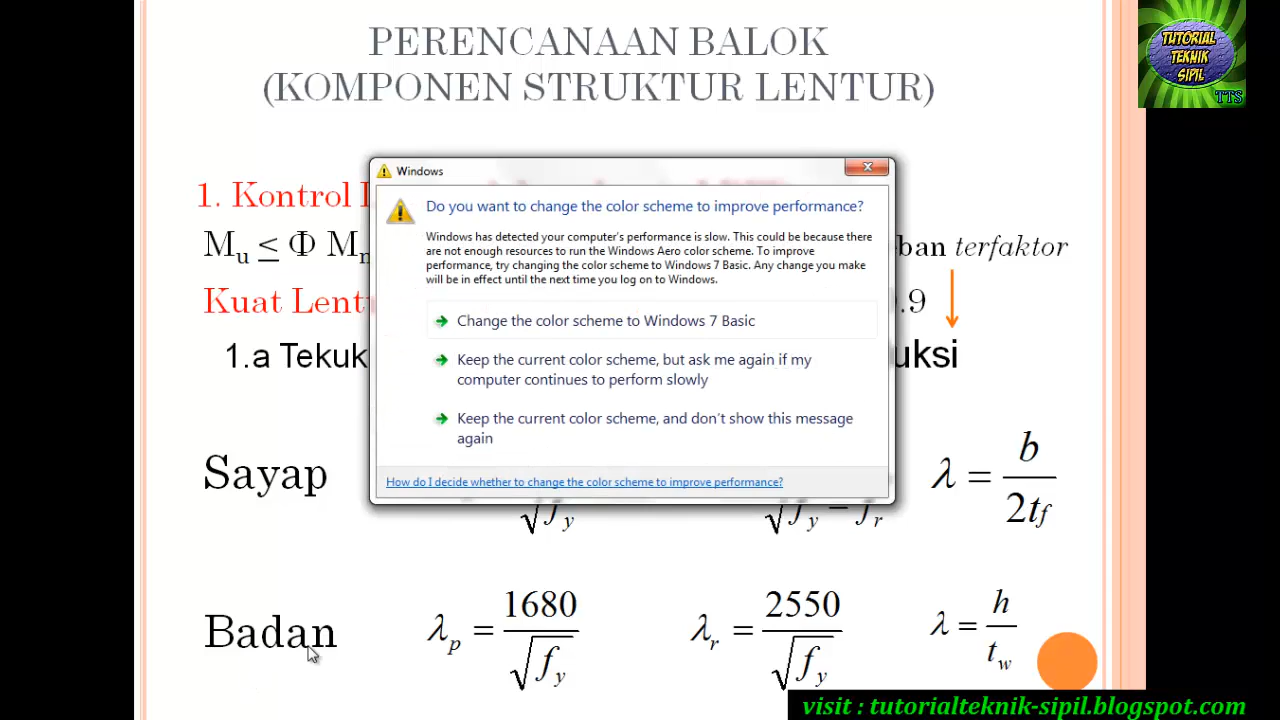 PERENCANAAN BALOK
(KOMPONEN STRUKTUR LENTUR)
TUTORIAL
TEKNIK
SIPIL
TTS
1. Kontrol
Mu ≤ Φ Mn
ban terfaktor
Kuat Lent
.9
1.a Tekuk
uksi
Windows
Do you want to change the color scheme to improve performance?
Windows has detected your computer's performance is slow. This could be because there
are not enough resources to run the Windows Aero color scheme. To improve
performance, try changing the color scheme to Windows 7 Basic. Any change you make
will be in effect until the next time you log on to Windows.
Change the color scheme to Windows 7 Basic
Keep the current color scheme, but ask me again if my
computer continues to perform slowly
Keep the current color scheme, and don't show this message
again
How do I decide whether to change the color scheme to improve performance?
Sayap
√fy
√fy − fr
λ = b / 2tf
Badan
λp = 1680 / √fy
λr = 2550 / √fy
λ = h / tw
visit : tutorialteknik-sipil.blogspot.com